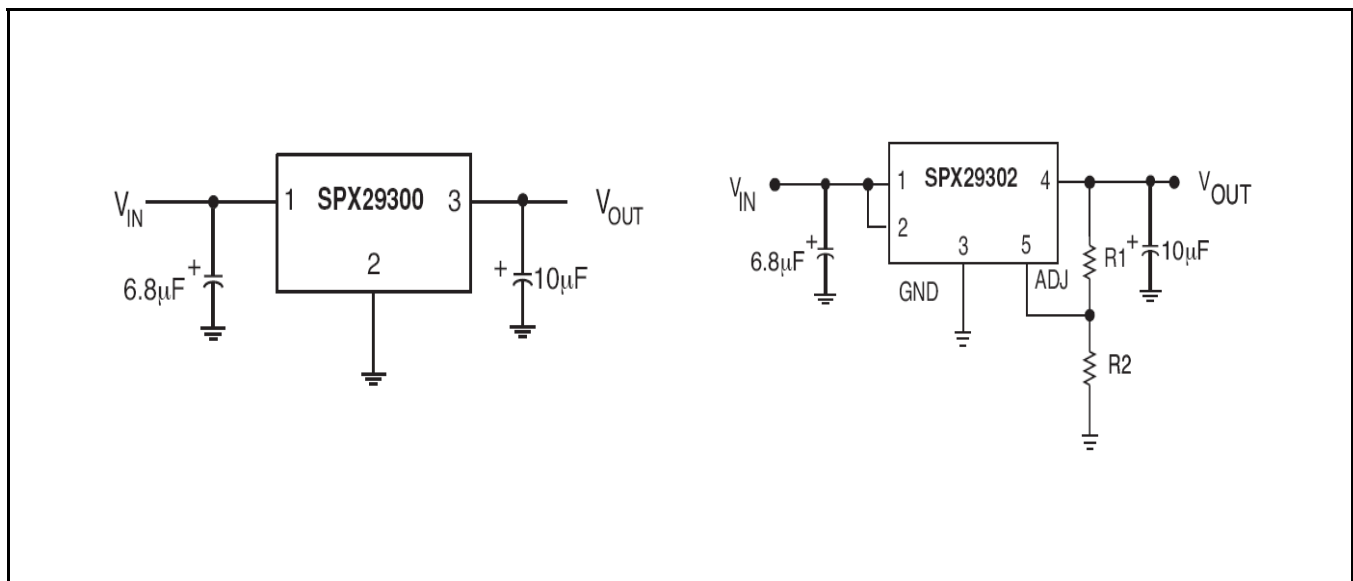 V_IN
1
SPX29300
3
V_OUT
2
+
6.8µF
+
10µF
V_IN
1
SPX29302
4
V_OUT
2
3
5
+
6.8µF
GND
ADJ
R1
+
10µF
R2